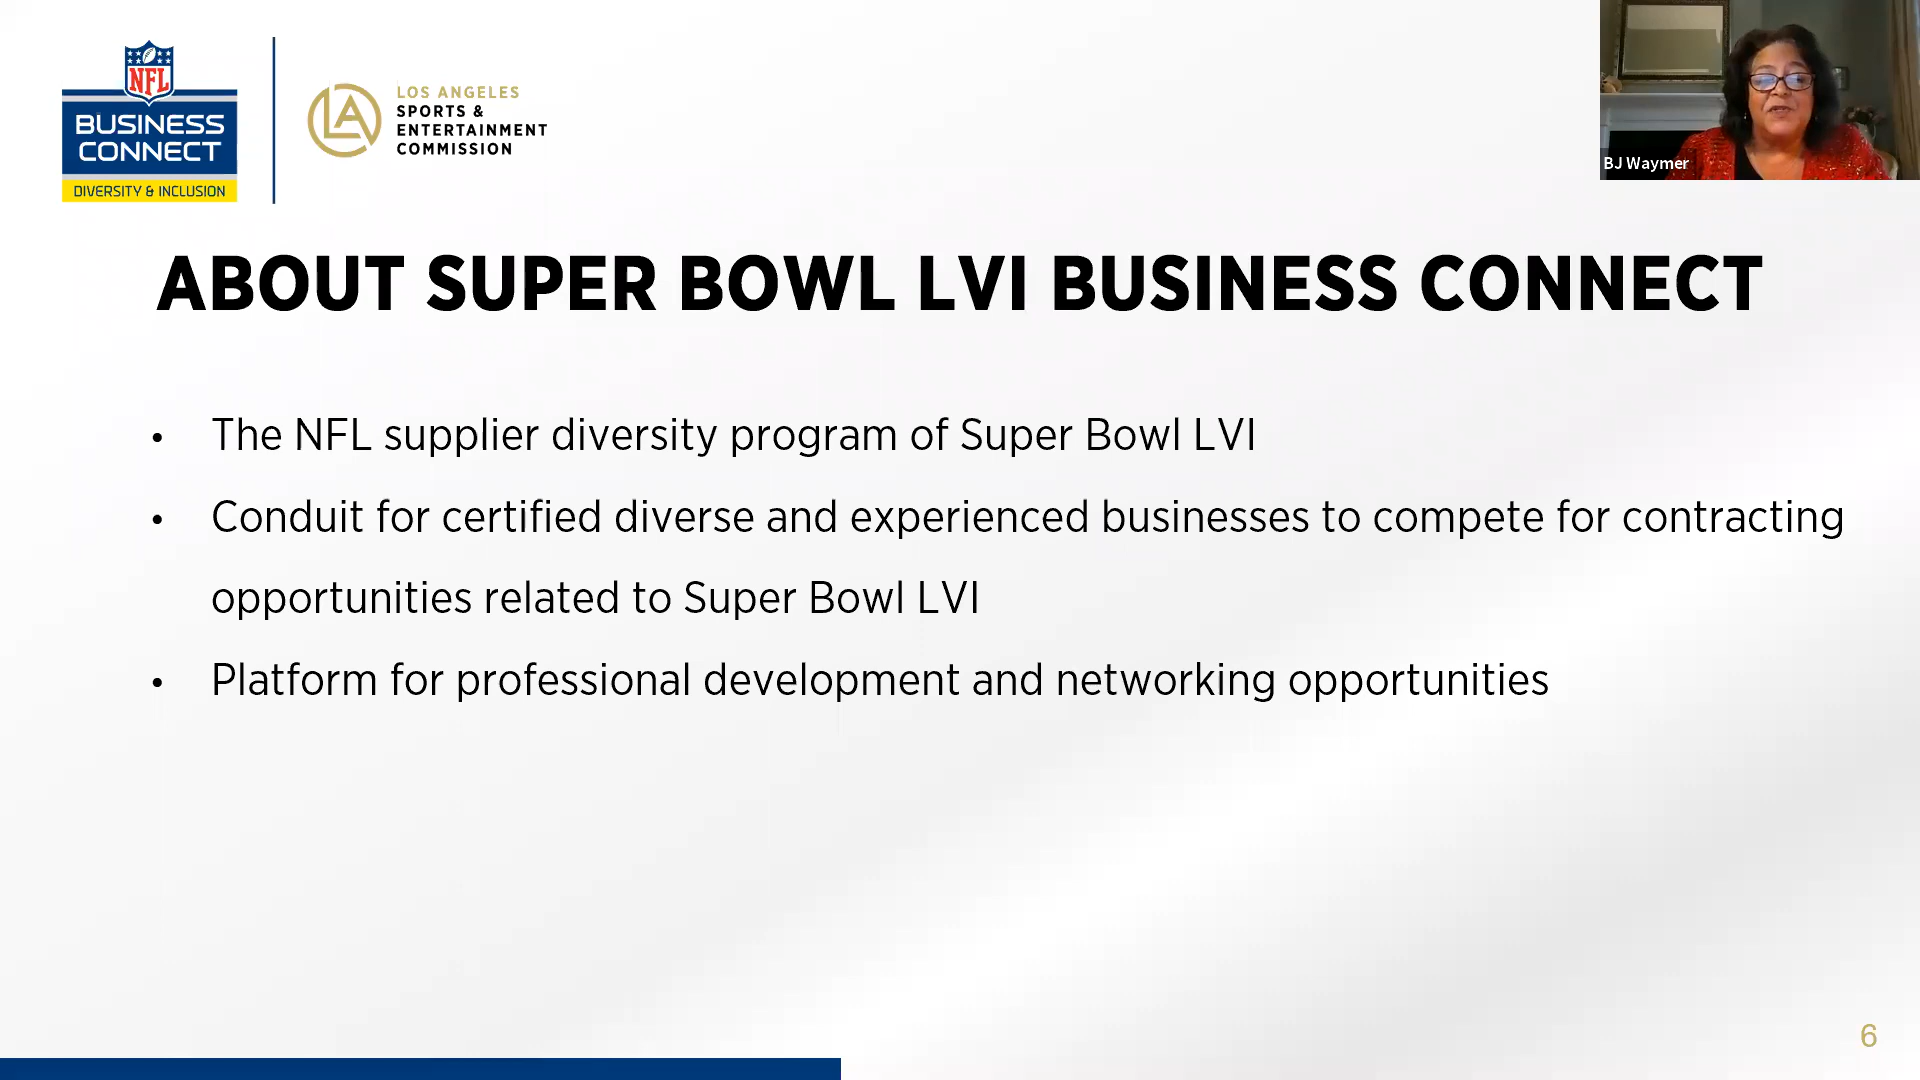 NFL
BUSINESS
CONNECT
DIVERSITY & INCLUSION
LA
LOS ANGELES
SPORTS &
ENTERTAINMENT
COMMISSION
BJ Waymer
ABOUT SUPER BOWL LVI BUSINESS CONNECT
• The NFL supplier diversity program of Super Bowl LVI
• Conduit for certified diverse and experienced businesses to compete for contracting
opportunities related to Super Bowl LVI
• Platform for professional development and networking opportunities
6